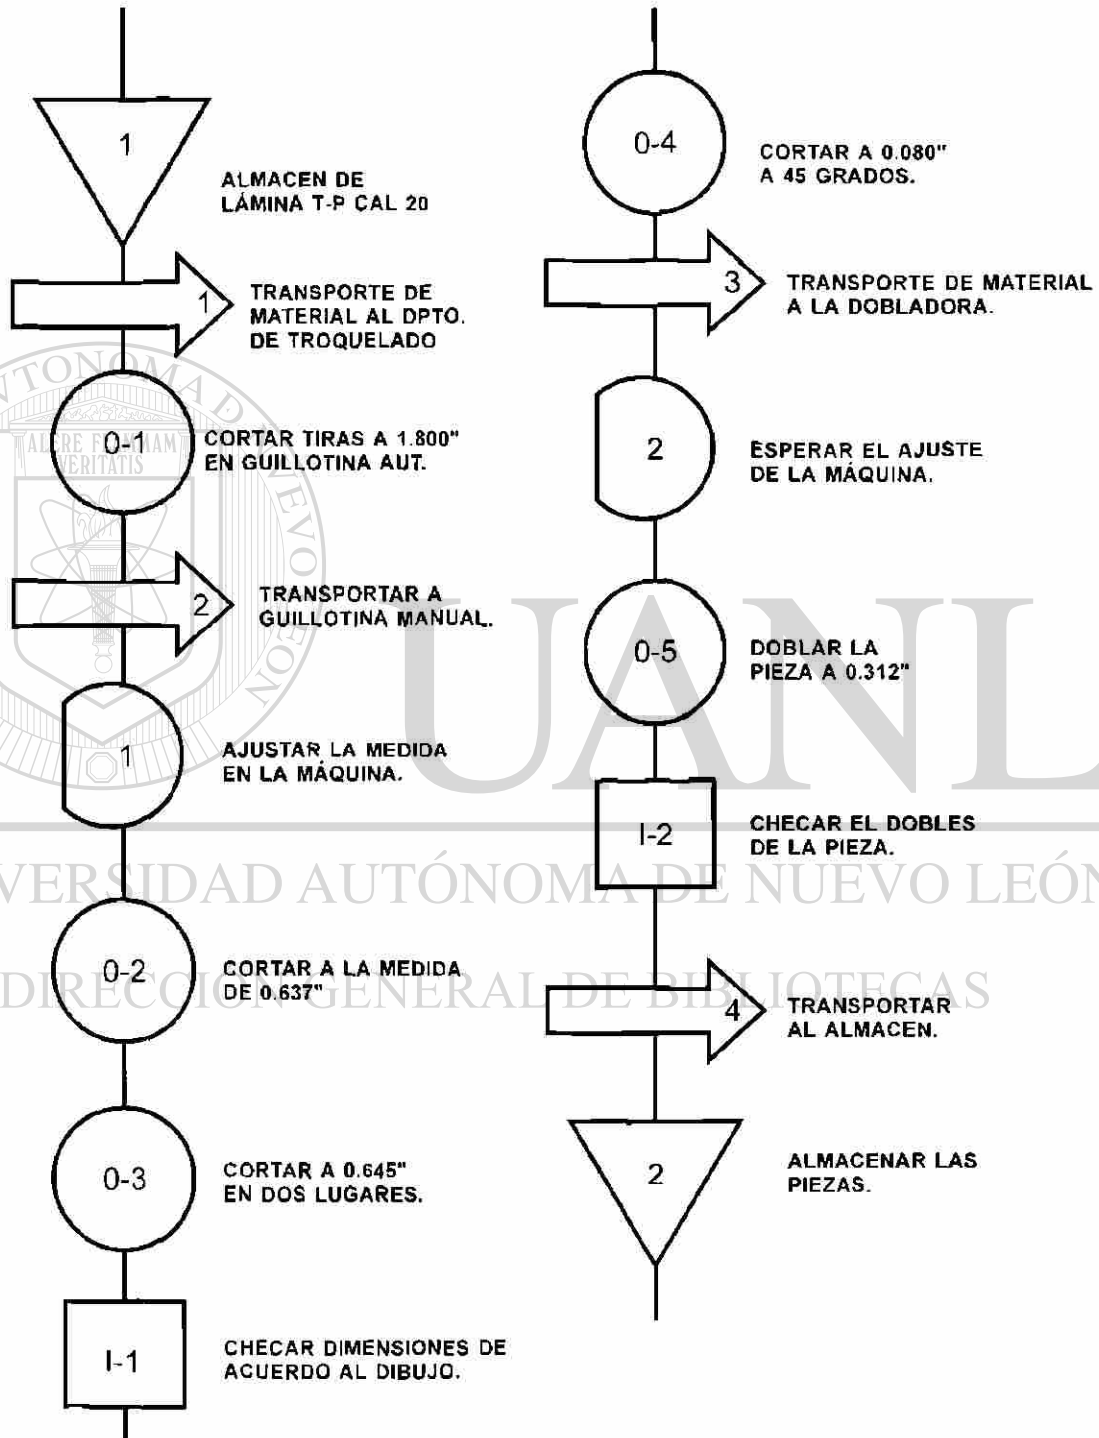 1
ALMACEN DE
LÁMINA T-P CAL 20
1
TRANSPORTE DE
MATERIAL AL DPTO.
DE TROQUELADO
0-1
CORTAR TIRAS A 1.800"
EN GUILLOTINA AUT.
2
TRANSPORTAR A
GUILLOTINA MANUAL.
1
AJUSTAR LA MEDIDA
EN LA MÁQUINA.
0-2
CORTAR A LA MEDIDA
DE 0.637"
0-3
CORTAR A 0.645"
EN DOS LUGARES.
I-1
CHECAR DIMENSIONES DE
ACUERDO AL DIBUJO.
0-4
CORTAR A 0.080"
A 45 GRADOS.
3
TRANSPORTE DE MATERIAL
A LA DOBLADORA.
2
ESPERAR EL AJUSTE
DE LA MÁQUINA.
0-5
DOBLAR LA
PIEZA A 0.312"
I-2
CHECAR EL DOBLES
DE LA PIEZA.
4
TRANSPORTAR
AL ALMACEN.
2
ALMACENAR LAS
PIEZAS.
UANL
VERSIDAD AUTÓNOMA DE NUEVO LEÓN
DIRECCIÓN GENERAL DE BIBLIOTECAS
UTONOMA DE NUEVO LEON
ALERE FLAMMAM
VERITATIS